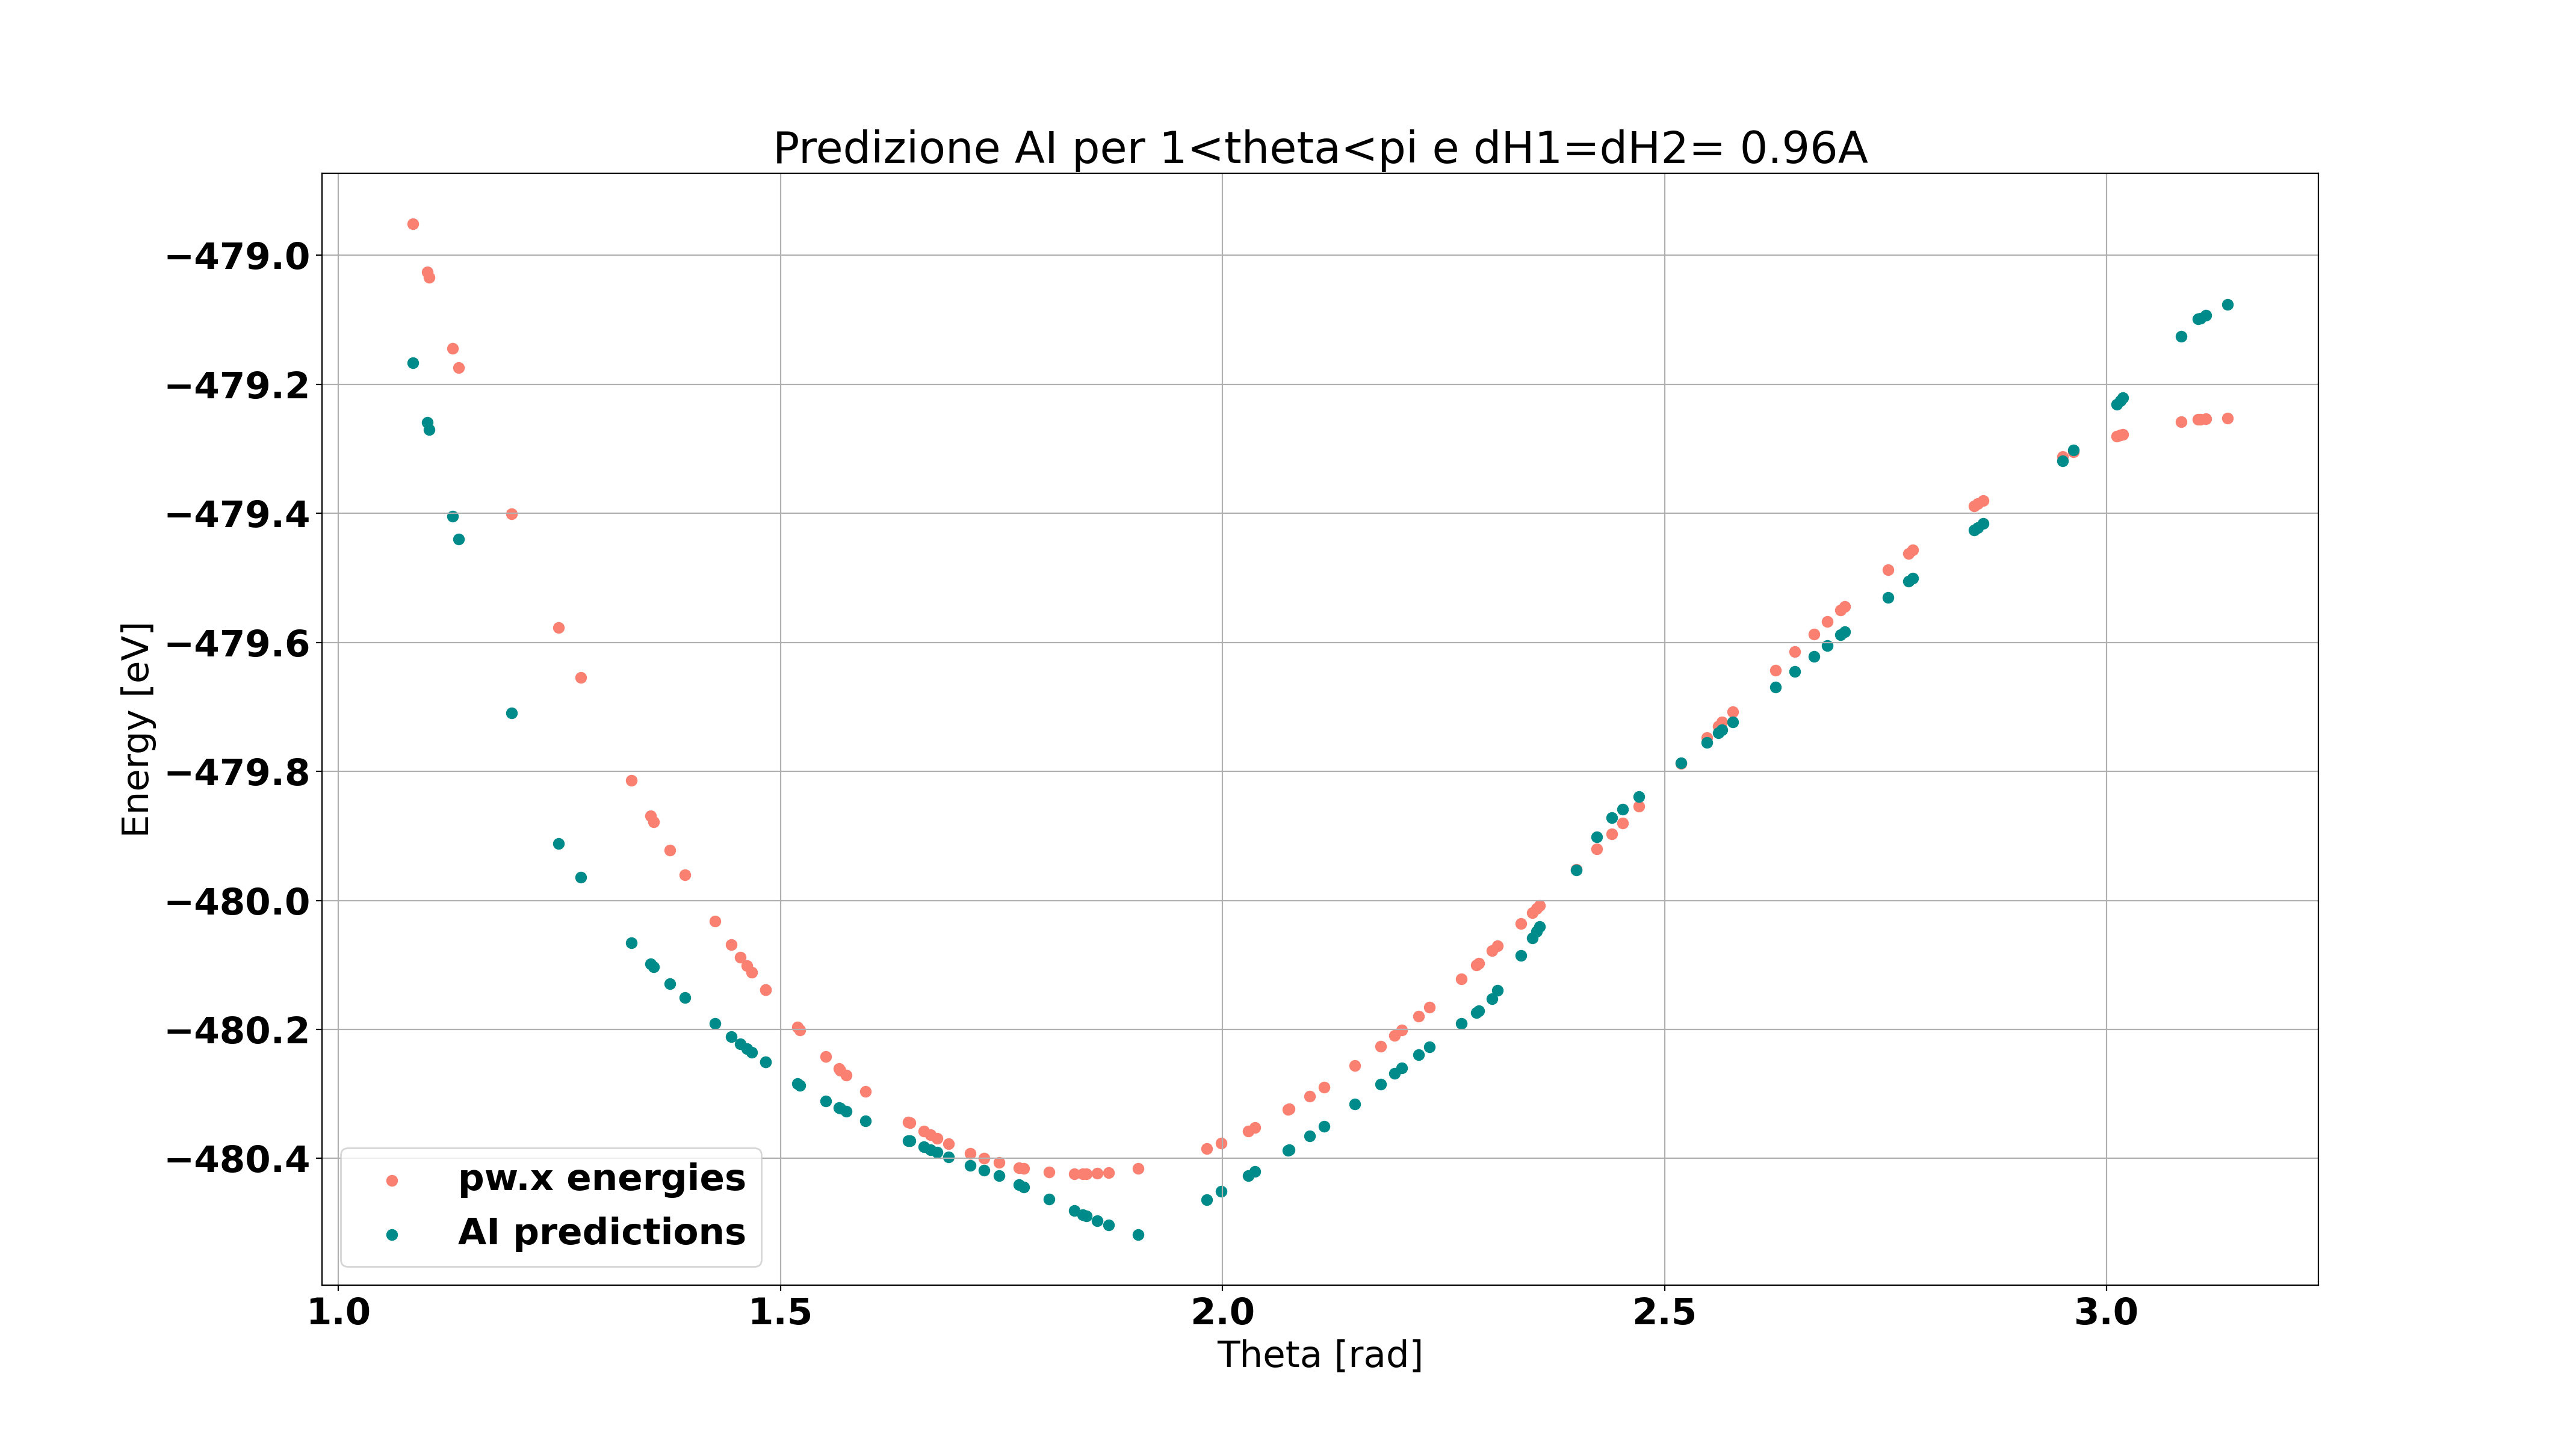 Predizione AI per 1<theta<pi e dH1=dH2= 0.96A
Energy [eV]
−479.0
−479.2
−479.4
−479.6
−479.8
−480.0
−480.2
−480.4
pw.x energies
AI predictions
1.0 1.5 2.0 2.5 3.0
Theta [rad]